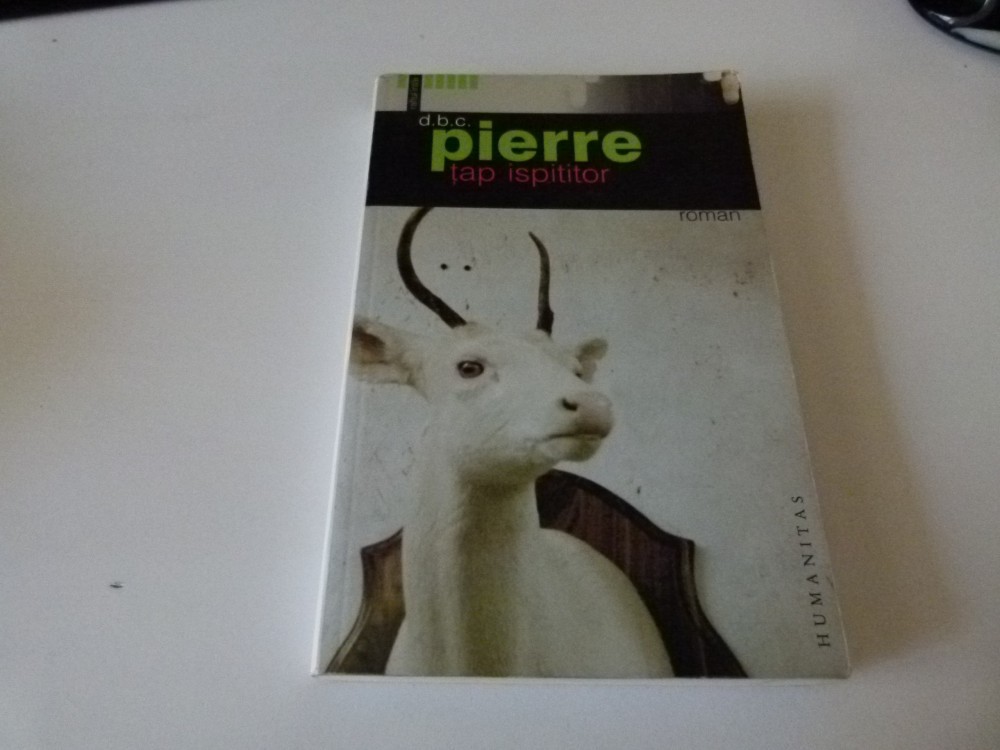 d.b.c.
pierre
țap ispititor
roman
HUMANITAS